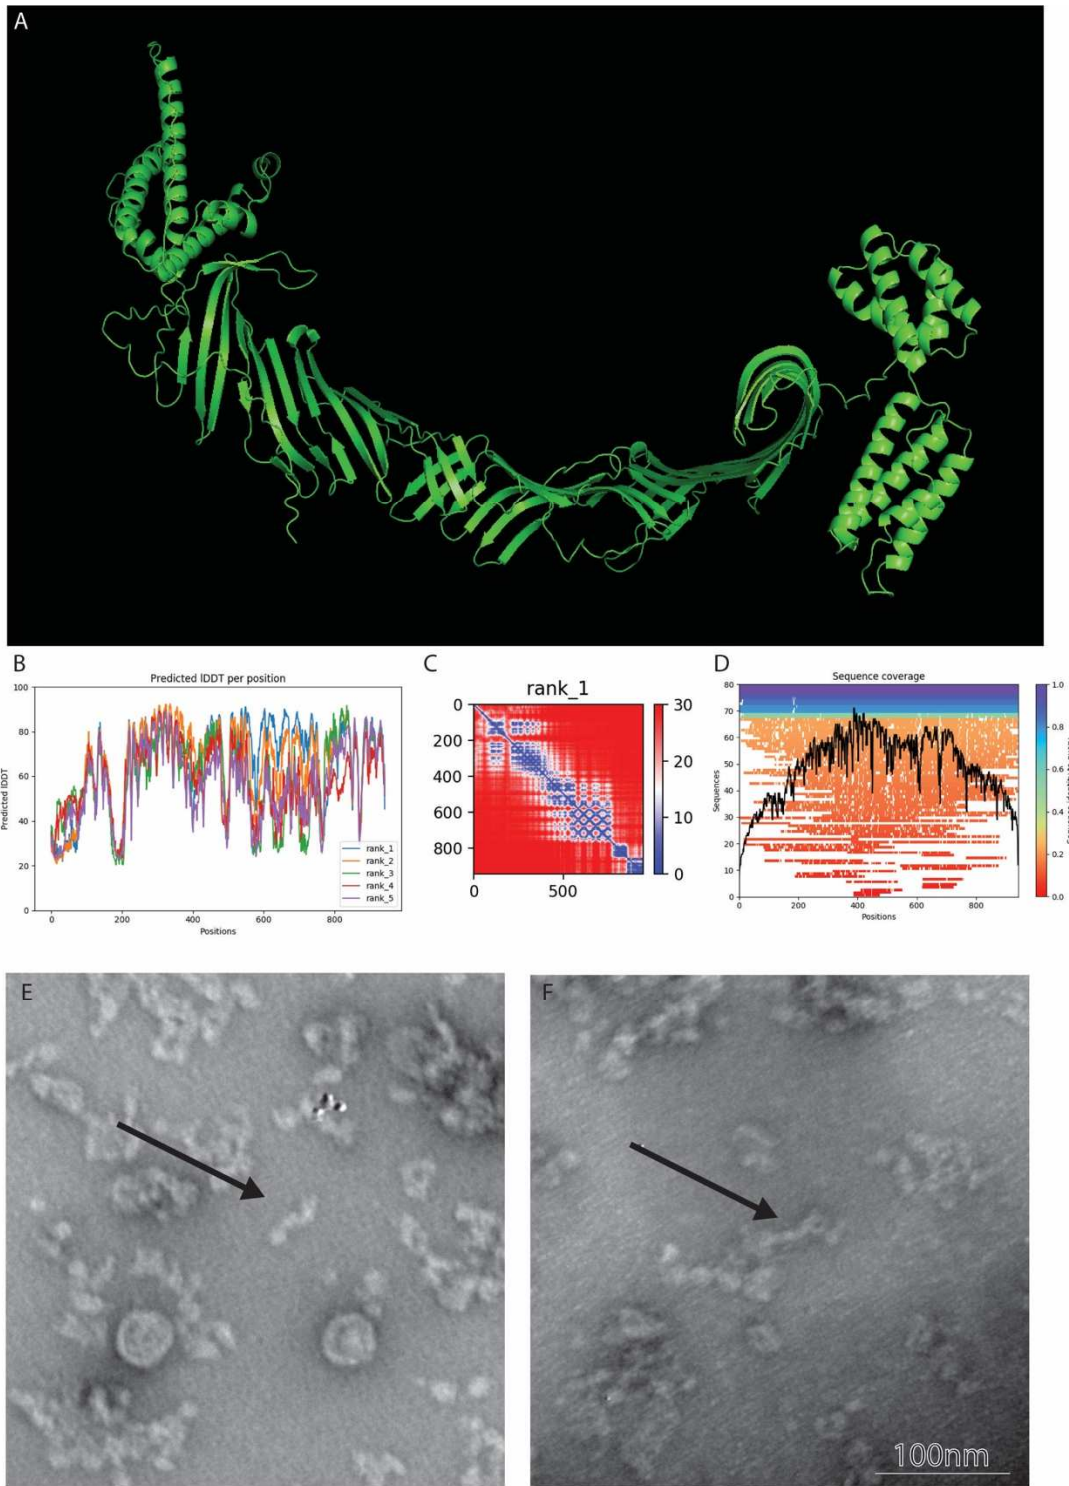 A
B
Predicted lDDT per position
Predicted lDDT
100
80
60
40
20
0
0
200
400
600
800
Positions
rank_1
rank_2
rank_3
rank_4
rank_5
C
rank_1
0
200
400
600
800
0
500
30
20
10
0
D
Sequence coverage
Sequences
80
70
60
50
40
30
20
10
0
0
200
400
600
800
Positions
1.0
0.8
0.6
0.4
0.2
0.0
E
F
100nm